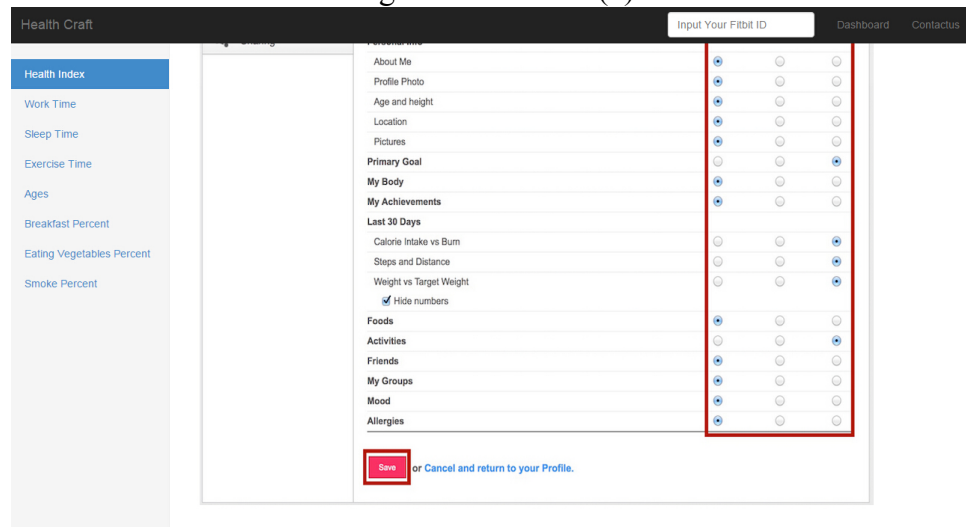 Health Craft Input Your Fitbit ID Dashboard Contactus
Health Index
Work Time
Sleep Time
Exercise Time
Ages
Breakfast Percent
Eating Vegetables Percent
Smoke Percent
Sharing
Personal Info
About Me
Profile Photo
Age and height
Location
Pictures
Primary Goal
My Body
My Achievements
Last 30 Days
Calorie Intake vs Burn
Steps and Distance
Weight vs Target Weight
Hide numbers
Foods
Activities
Friends
My Groups
Mood
Allergies
Save or Cancel and return to your Profile.